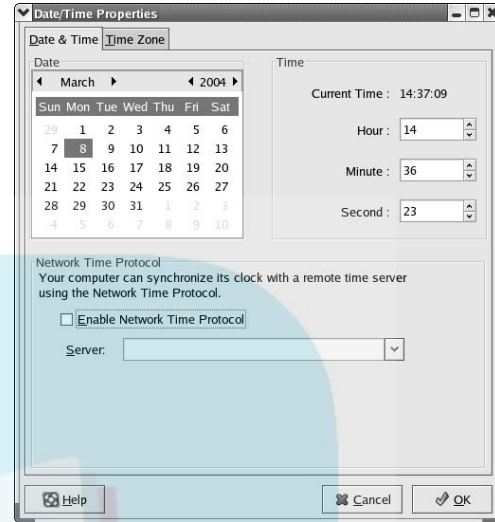 Date/Time Properties
Date & Time Time Zone
Date
March 2004
Sun Mon Tue Wed Thu Fri Sat
29 1 2 3 4 5 6
7 8 9 10 11 12 13
14 15 16 17 18 19 20
21 22 23 24 25 26 27
28 29 30 31 1 2 3
4 5 6 7 8 9 10
Time
Current Time : 14:37:09
Hour : 14
Minute : 36
Second : 23
Network Time Protocol
Your computer can synchronize its clock with a remote time server
using the Network Time Protocol.
Enable Network Time Protocol
Server:
Help Cancel OK